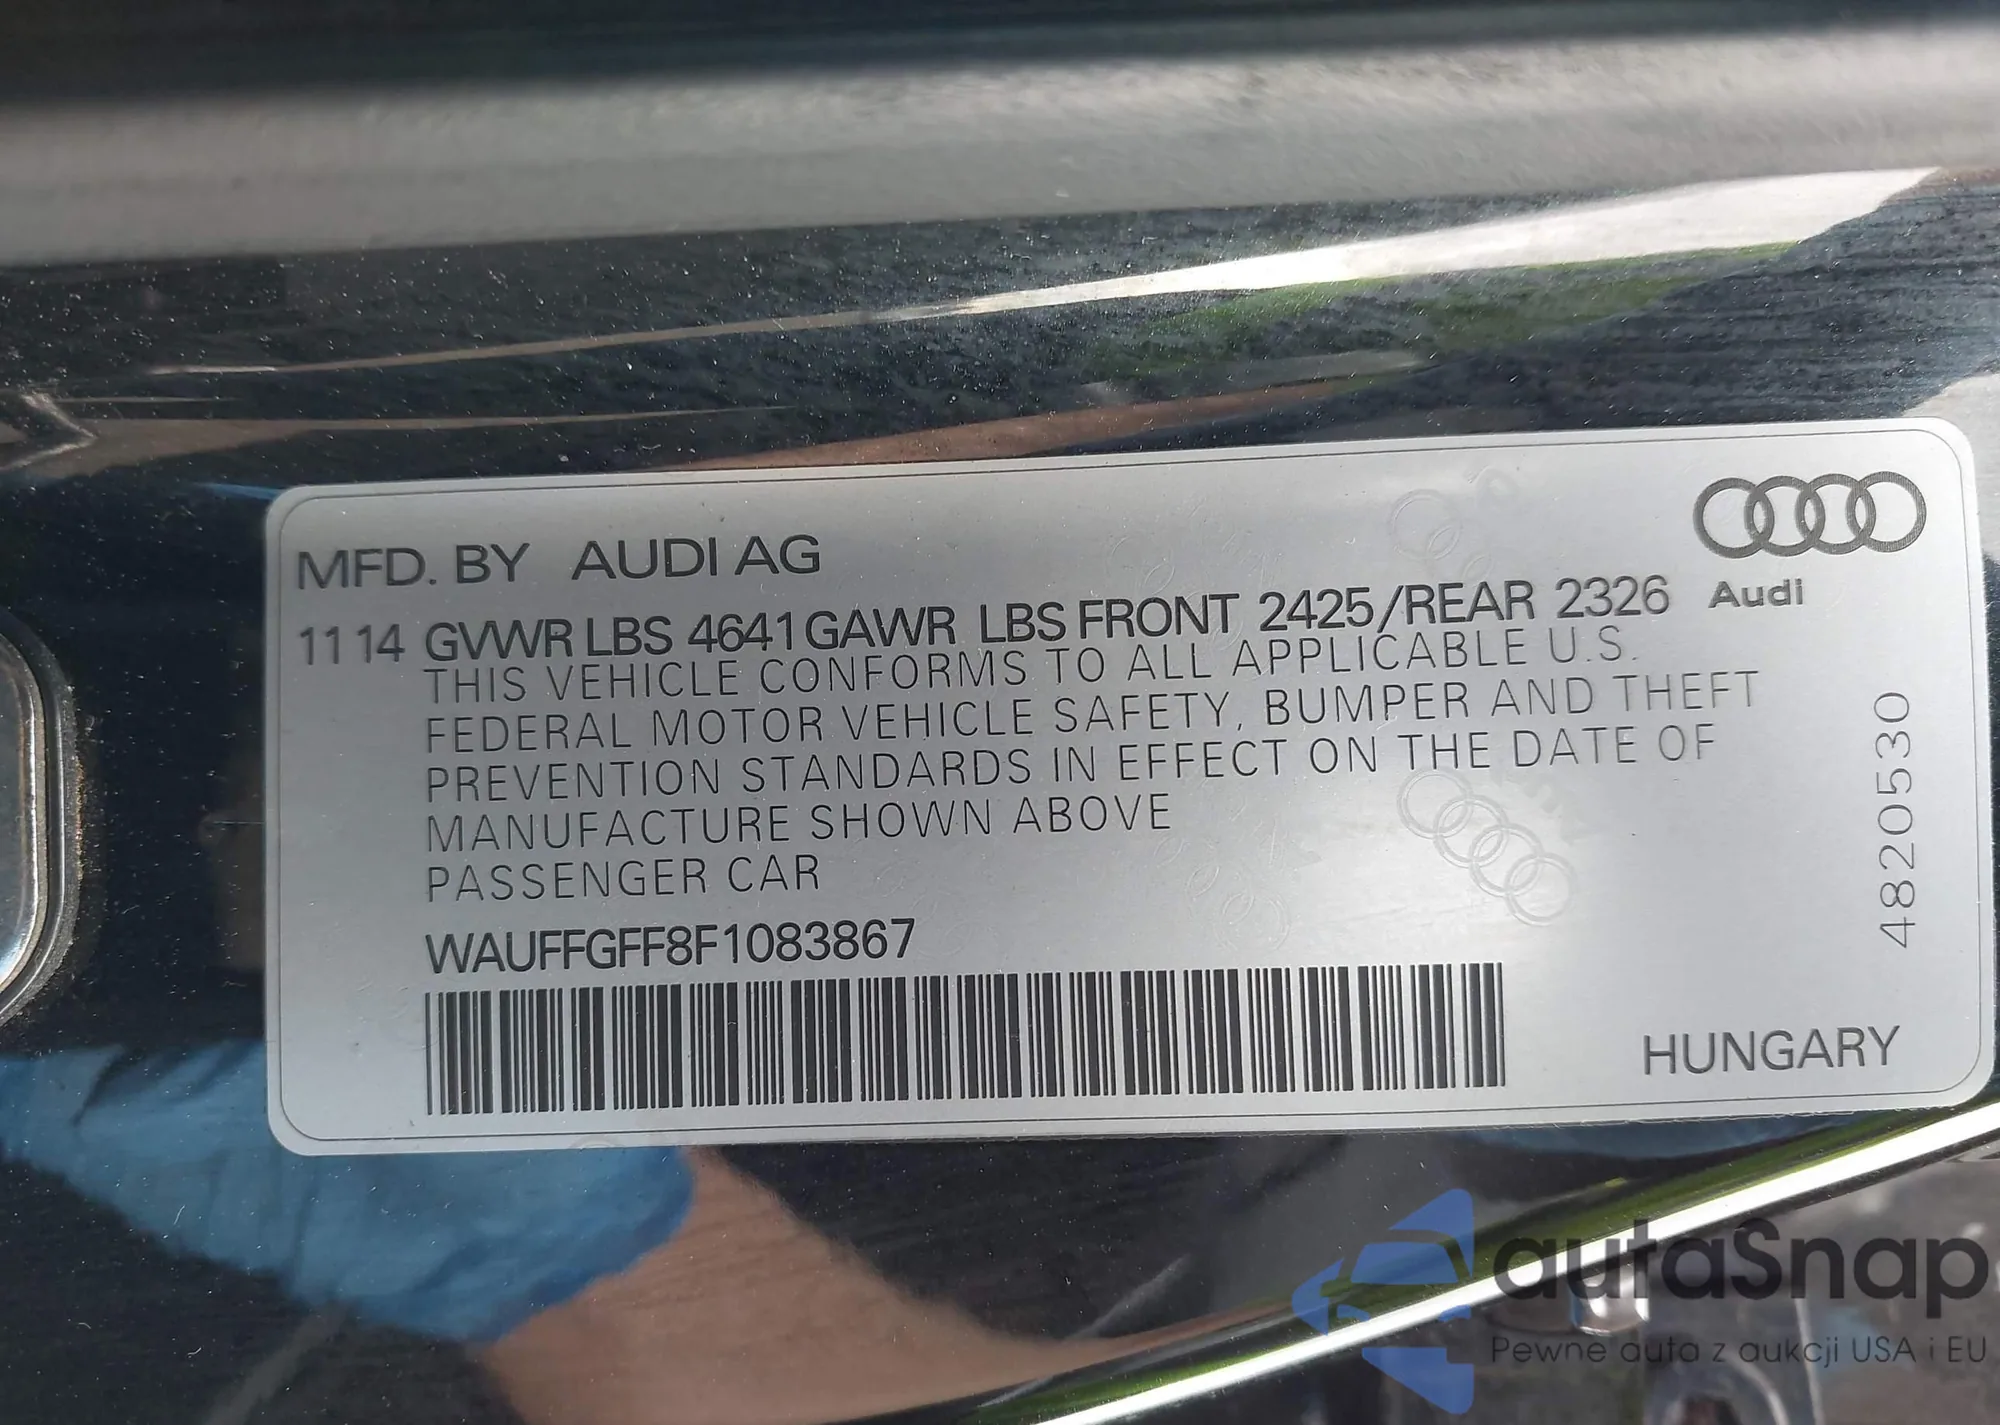 MFD. BY AUDI AG
Audi
11 14 GVWR LBS 4641 GAWR LBS FRONT 2425/REAR 2326
THIS VEHICLE CONFORMS TO ALL APPLICABLE U.S.
FEDERAL MOTOR VEHICLE SAFETY, BUMPER AND THEFT
PREVENTION STANDARDS IN EFFECT ON THE DATE OF
MANUFACTURE SHOWN ABOVE
PASSENGER CAR
WAUFFGFF8F1083867
4820530
HUNGARY
autaSnap
Pewne auta z aukcji USA i EU